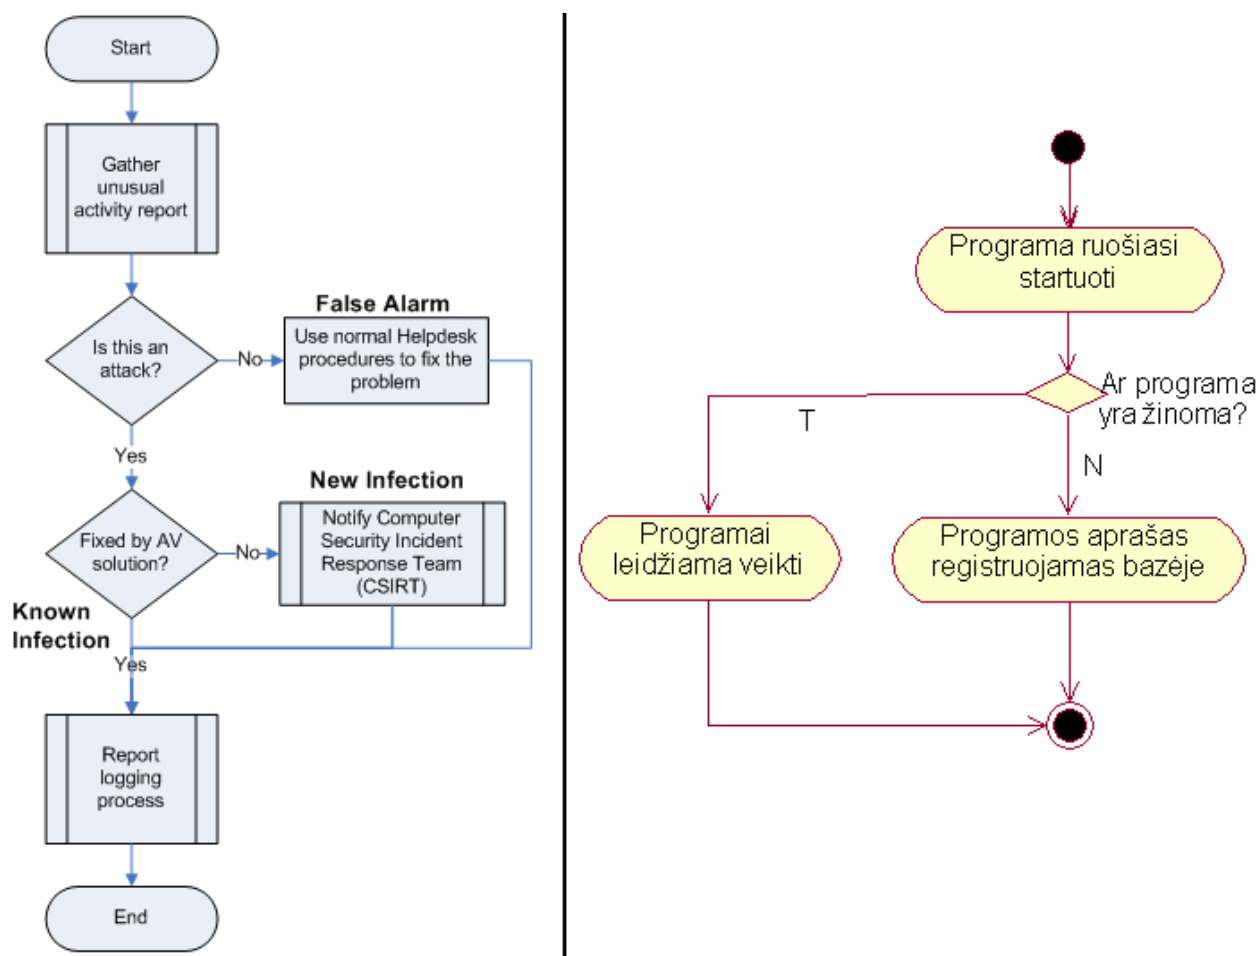 Start
Gather
unusual
activity report
False Alarm
Is this an
attack?
No
Use normal Helpdesk
procedures to fix the
problem
Yes
New Infection
Fixed by AV
solution?
No
Notify Computer
Security Incident
Response Team
(CSIRT)
Known
Infection
Yes
Report
logging
process
End
Programa ruošiasi
startuoti
Ar programa
yra žinoma?
T
N
Programai
leidžiama veikti
Programos aprašas
registruojamas bazėje